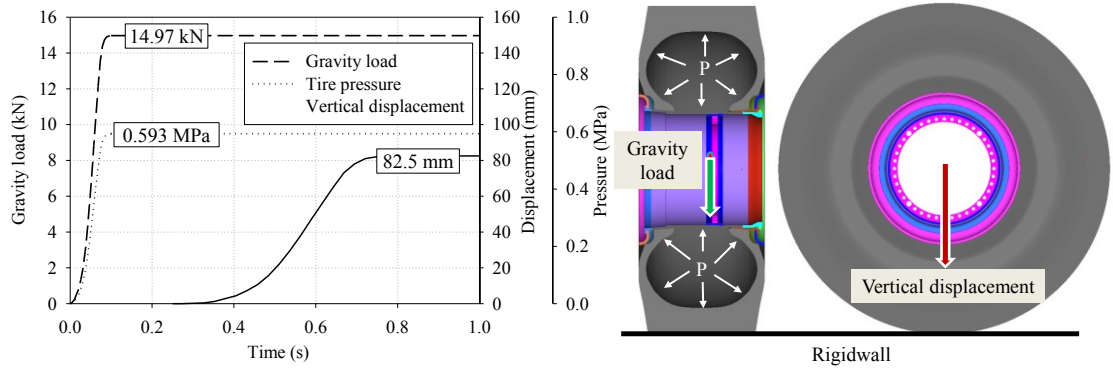 16
14
12
10
8
6
4
2
0
Gravity load (kN)
14.97 kN
Gravity load
Tire pressure
Vertical displacement
0.593 MPa
82.5 mm
0.0
0.2
0.4
0.6
0.8
1.0
Time (s)
160
140
120
100
80
60
40
20
0
Displacement (mm)
1.0
0.8
0.6
0.4
0.2
0.0
Pressure (MPa)
P
Gravity
load
P
Vertical displacement
Rigidwall